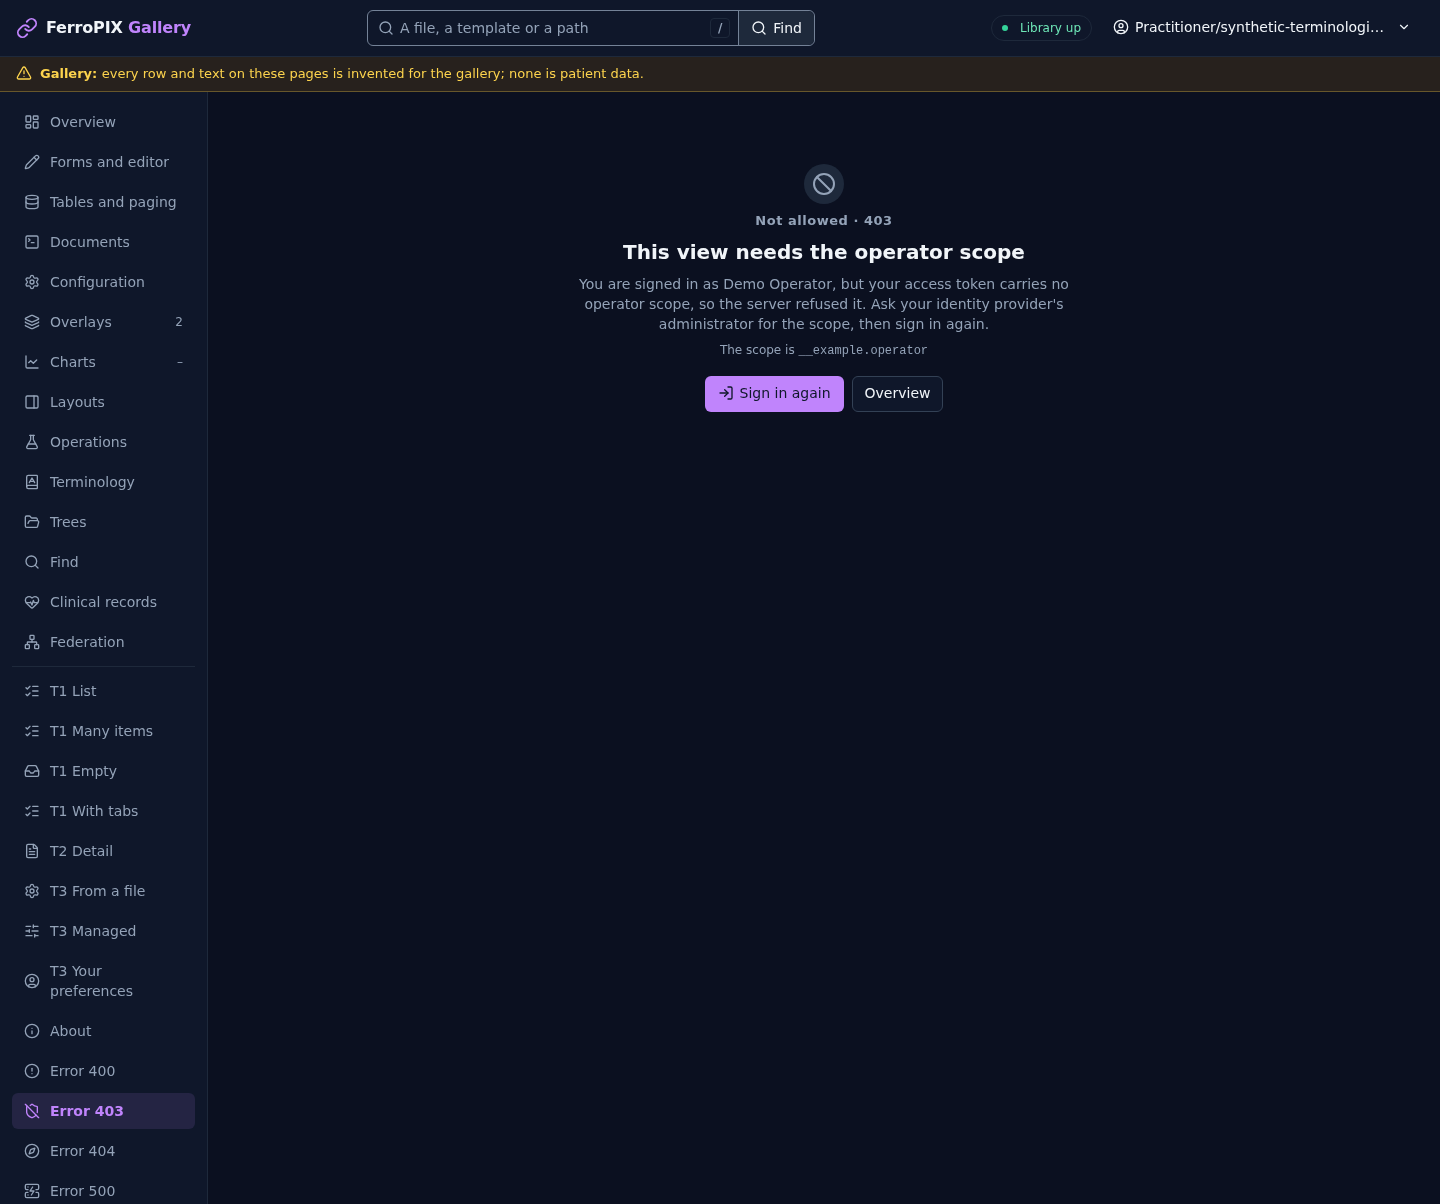 FerroPIX Gallery
A file, a template or a path
/
Find
Library up
Practitioner/synthetic-terminologi...
Gallery: every row and text on these pages is invented for the gallery; none is patient data.
Overview
Forms and editor
Tables and paging
Documents
Configuration
Overlays 2
Charts –
Layouts
Operations
Terminology
Trees
Find
Clinical records
Federation
T1 List
T1 Many items
T1 Empty
T1 With tabs
T2 Detail
T3 From a file
T3 Managed
T3 Your
preferences
About
Error 400
Error 403
Error 404
Error 500
Not allowed · 403
This view needs the operator scope
You are signed in as Demo Operator, but your access token carries no
operator scope, so the server refused it. Ask your identity provider's
administrator for the scope, then sign in again.
The scope is __example.operator
Sign in again
Overview